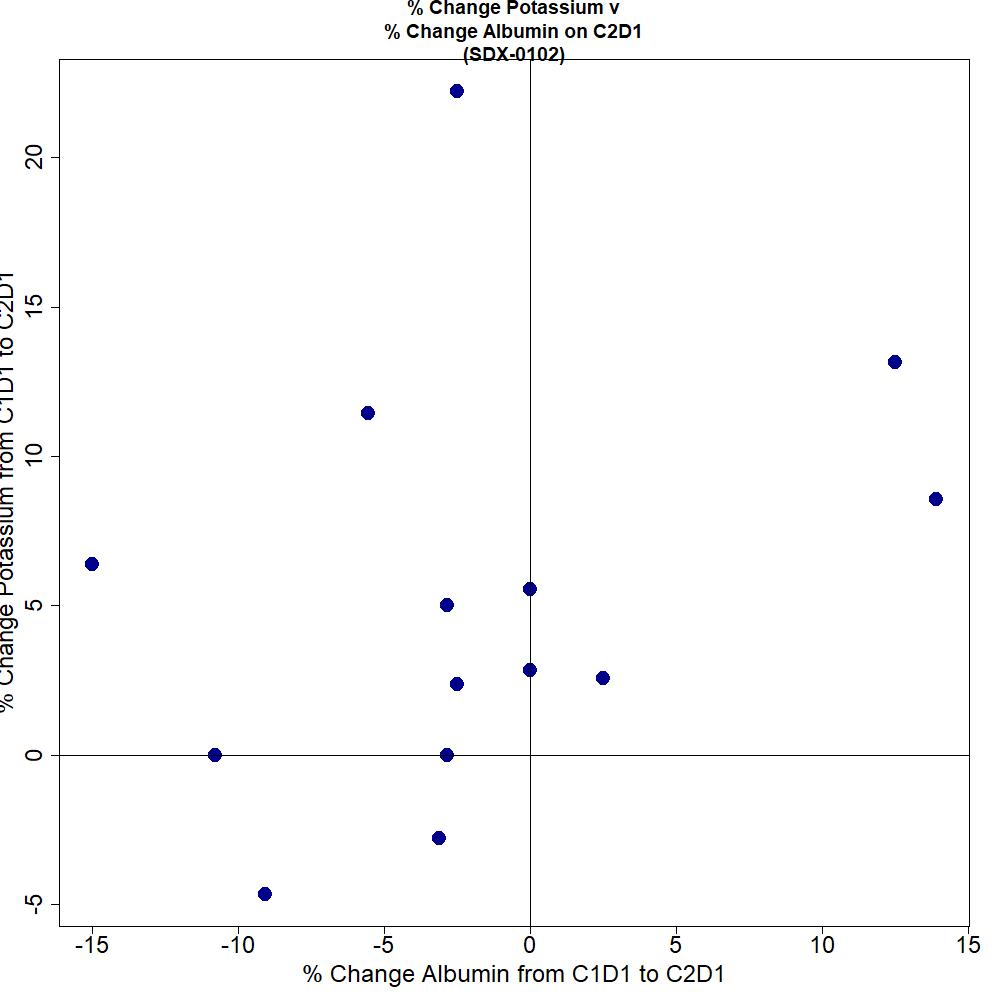 % Change Potassium v
% Change Albumin on C2D1
(SDX-0102)
% Change Potassium from C1D1 to C2D1
20
15
10
5
0
-5
-15
-10
-5
0
5
10
15
% Change Albumin from C1D1 to C2D1